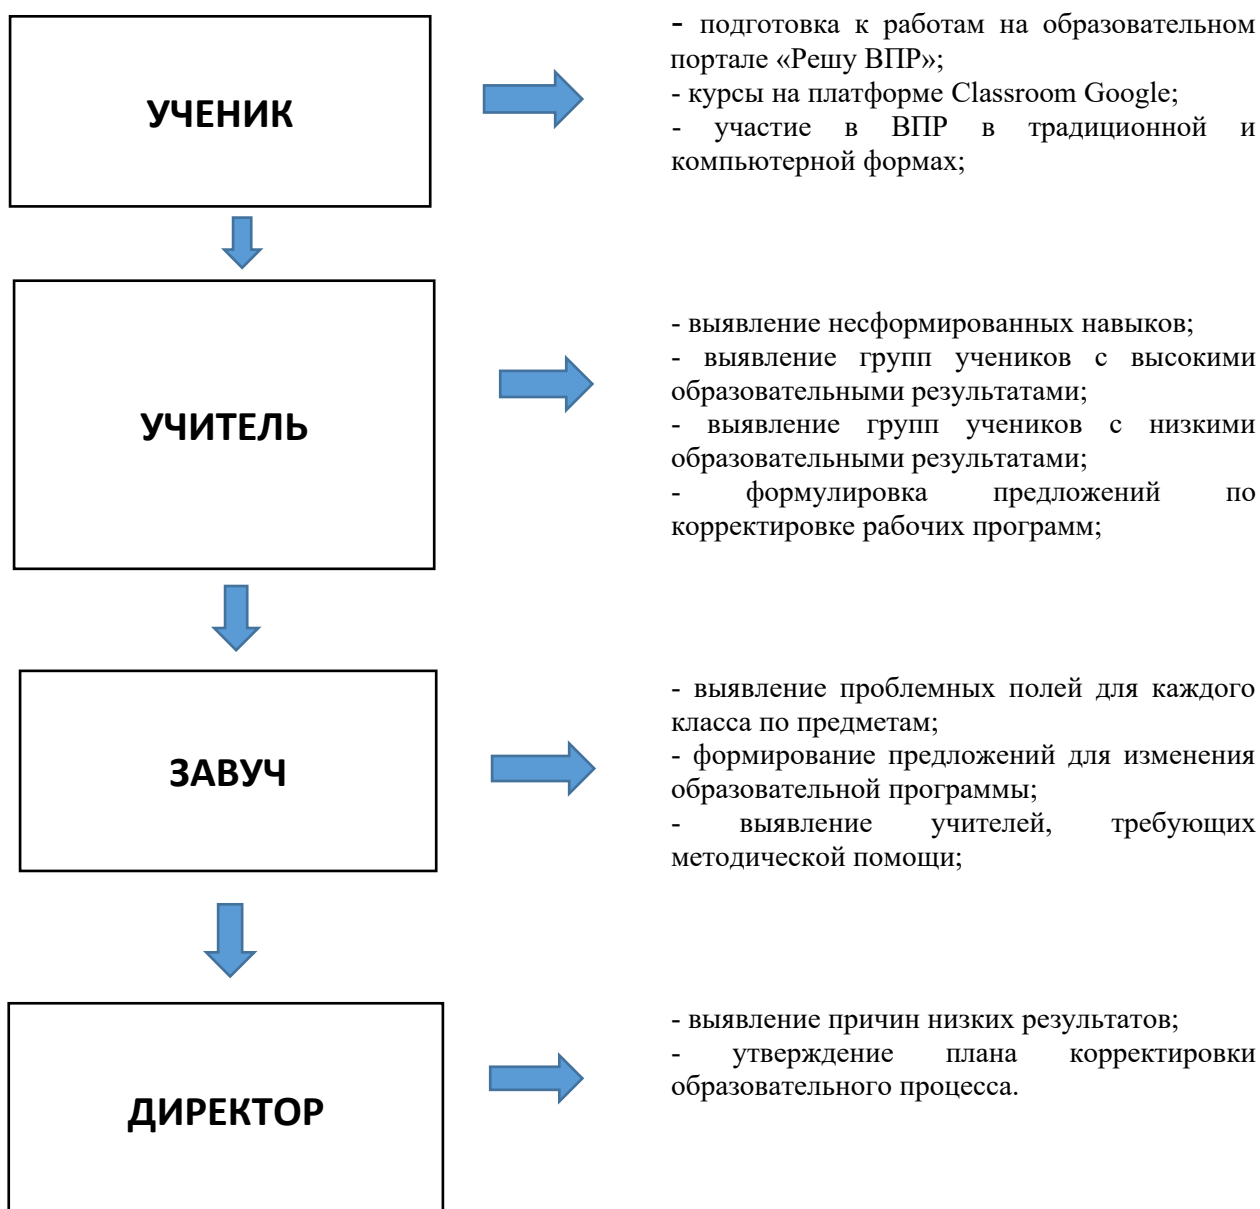 УЧЕНИК
- подготовка к работам на образовательном
портале «Решу ВПР»;
- курсы на платформе Classroom Google;
- участие в ВПР в традиционной и
компьютерной формах;
УЧИТЕЛЬ
- выявление несформированных навыков;
- выявление групп учеников с высокими
образовательными результатами;
- выявление групп учеников с низкими
образовательными результатами;
- формулировка предложений по
корректировке рабочих программ;
ЗАВУЧ
- выявление проблемных полей для каждого
класса по предметам;
- формирование предложений для изменения
образовательной программы;
- выявление учителей, требующих
методической помощи;
ДИРЕКТОР
- выявление причин низких результатов;
- утверждение плана корректировки
образовательного процесса.